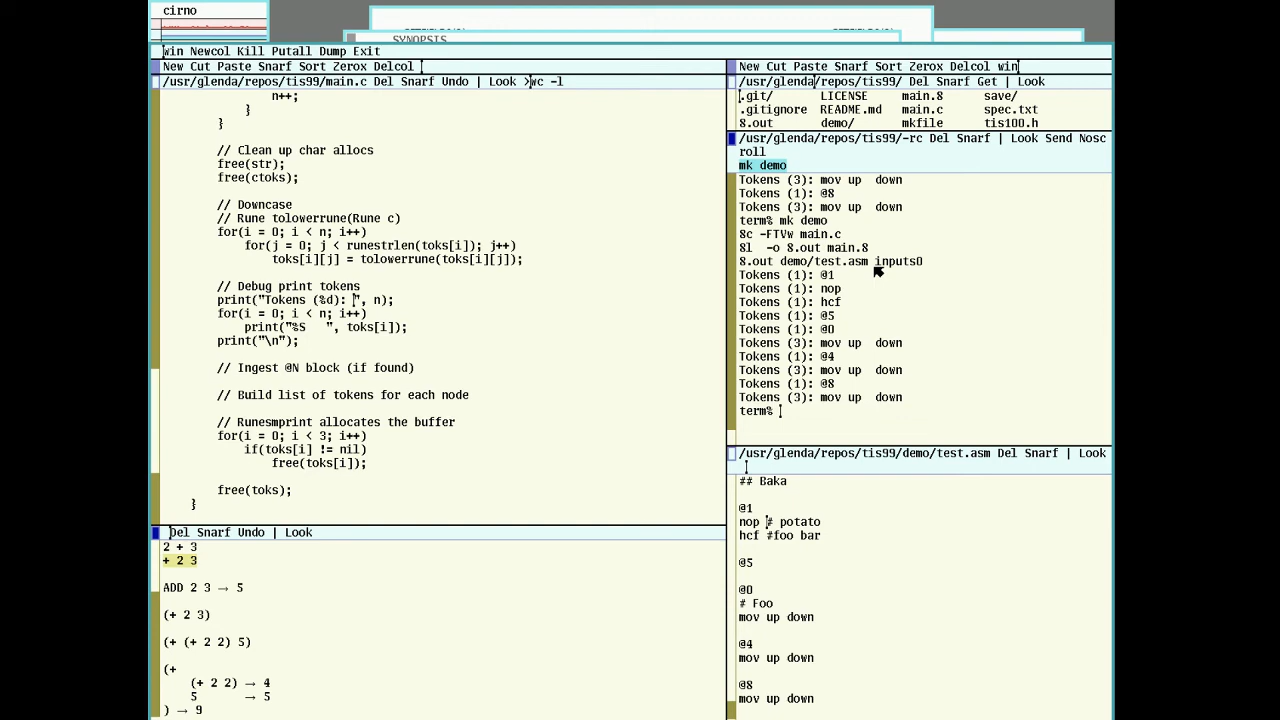 cirno
SYNOPSIS
Win Newcol Kill Putall Dump Exit
New Cut Paste Snarf Sort Zerox Delcol
/usr/glenda/repos/tis99/main.c Del Snarf Undo | Look >wc -l
n++;
}
}
// Clean up char allocs
free(str);
free(ctoks);
// Downcase
// Rune tolowerrune(Rune c)
for(i = 0; i < n; i++)
for(j = 0; j < runestrlen(toks[i]); j++)
toks[i][j] = tolowerrune(toks[i][j]);
// Debug print tokens
print("Tokens (%d): ", n);
for(i = 0; i < n; i++)
print("%S   ", toks[i]);
print("\n");
// Ingest @N block (if found)
// Build list of tokens for each node
// Runesmprint allocates the buffer
for(i = 0; i < 3; i++)
if(toks[i] != nil)
free(toks[i]);
free(toks);
}
Del Snarf Undo | Look
2 + 3
+ 2 3
ADD 2 3 → 5
(+ 2 3)
(+ (+ 2 2) 5)
(+
(+ 2 2) → 4
5 → 5
) → 9
New Cut Paste Snarf Sort Zerox Delcol win
/usr/glenda/repos/tis99/ Del Snarf Get | Look
.git/ LICENSE main.8 save/
.gitignore README.md main.c spec.txt
8.out demo/ mkfile tis100.h
/usr/glenda/repos/tis99/-rc Del Snarf | Look Send Nosc
roll
mk demo
Tokens (3): mov up  down
Tokens (1): @8
Tokens (3): mov up  down
term% mk demo
8c -FTVw main.c
8l  -o 8.out main.8
8.out demo/test.asm inputs0
Tokens (1): @1
Tokens (1): nop
Tokens (1): hcf
Tokens (1): @5
Tokens (1): @0
Tokens (3): mov up  down
Tokens (1): @4
Tokens (3): mov up  down
Tokens (1): @8
Tokens (3): mov up  down
term%
/usr/glenda/repos/tis99/demo/test.asm Del Snarf | Look
## Baka
@1
nop # potato
hcf #foo bar
@5
@0
# Foo
mov up down
@4
mov up down
@8
mov up down